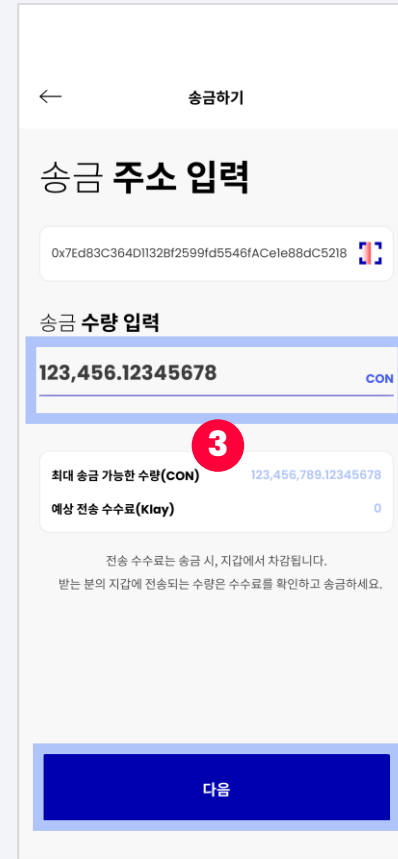 송금하기
송금 주소 입력
0x7Ed83C364D1132Bf2599fd5546fACe1e88dC5218
송금 수량 입력
123,456.12345678 CON
3
최대 송금 가능한 수량(CON) 123,456,789.12345678
예상 전송 수수료(Klay) 0
전송 수수료는 송금 시, 지갑에서 차감됩니다.
받는 분의 지갑에 전송되는 수량은 수수료를 확인하고 송금하세요.
다음